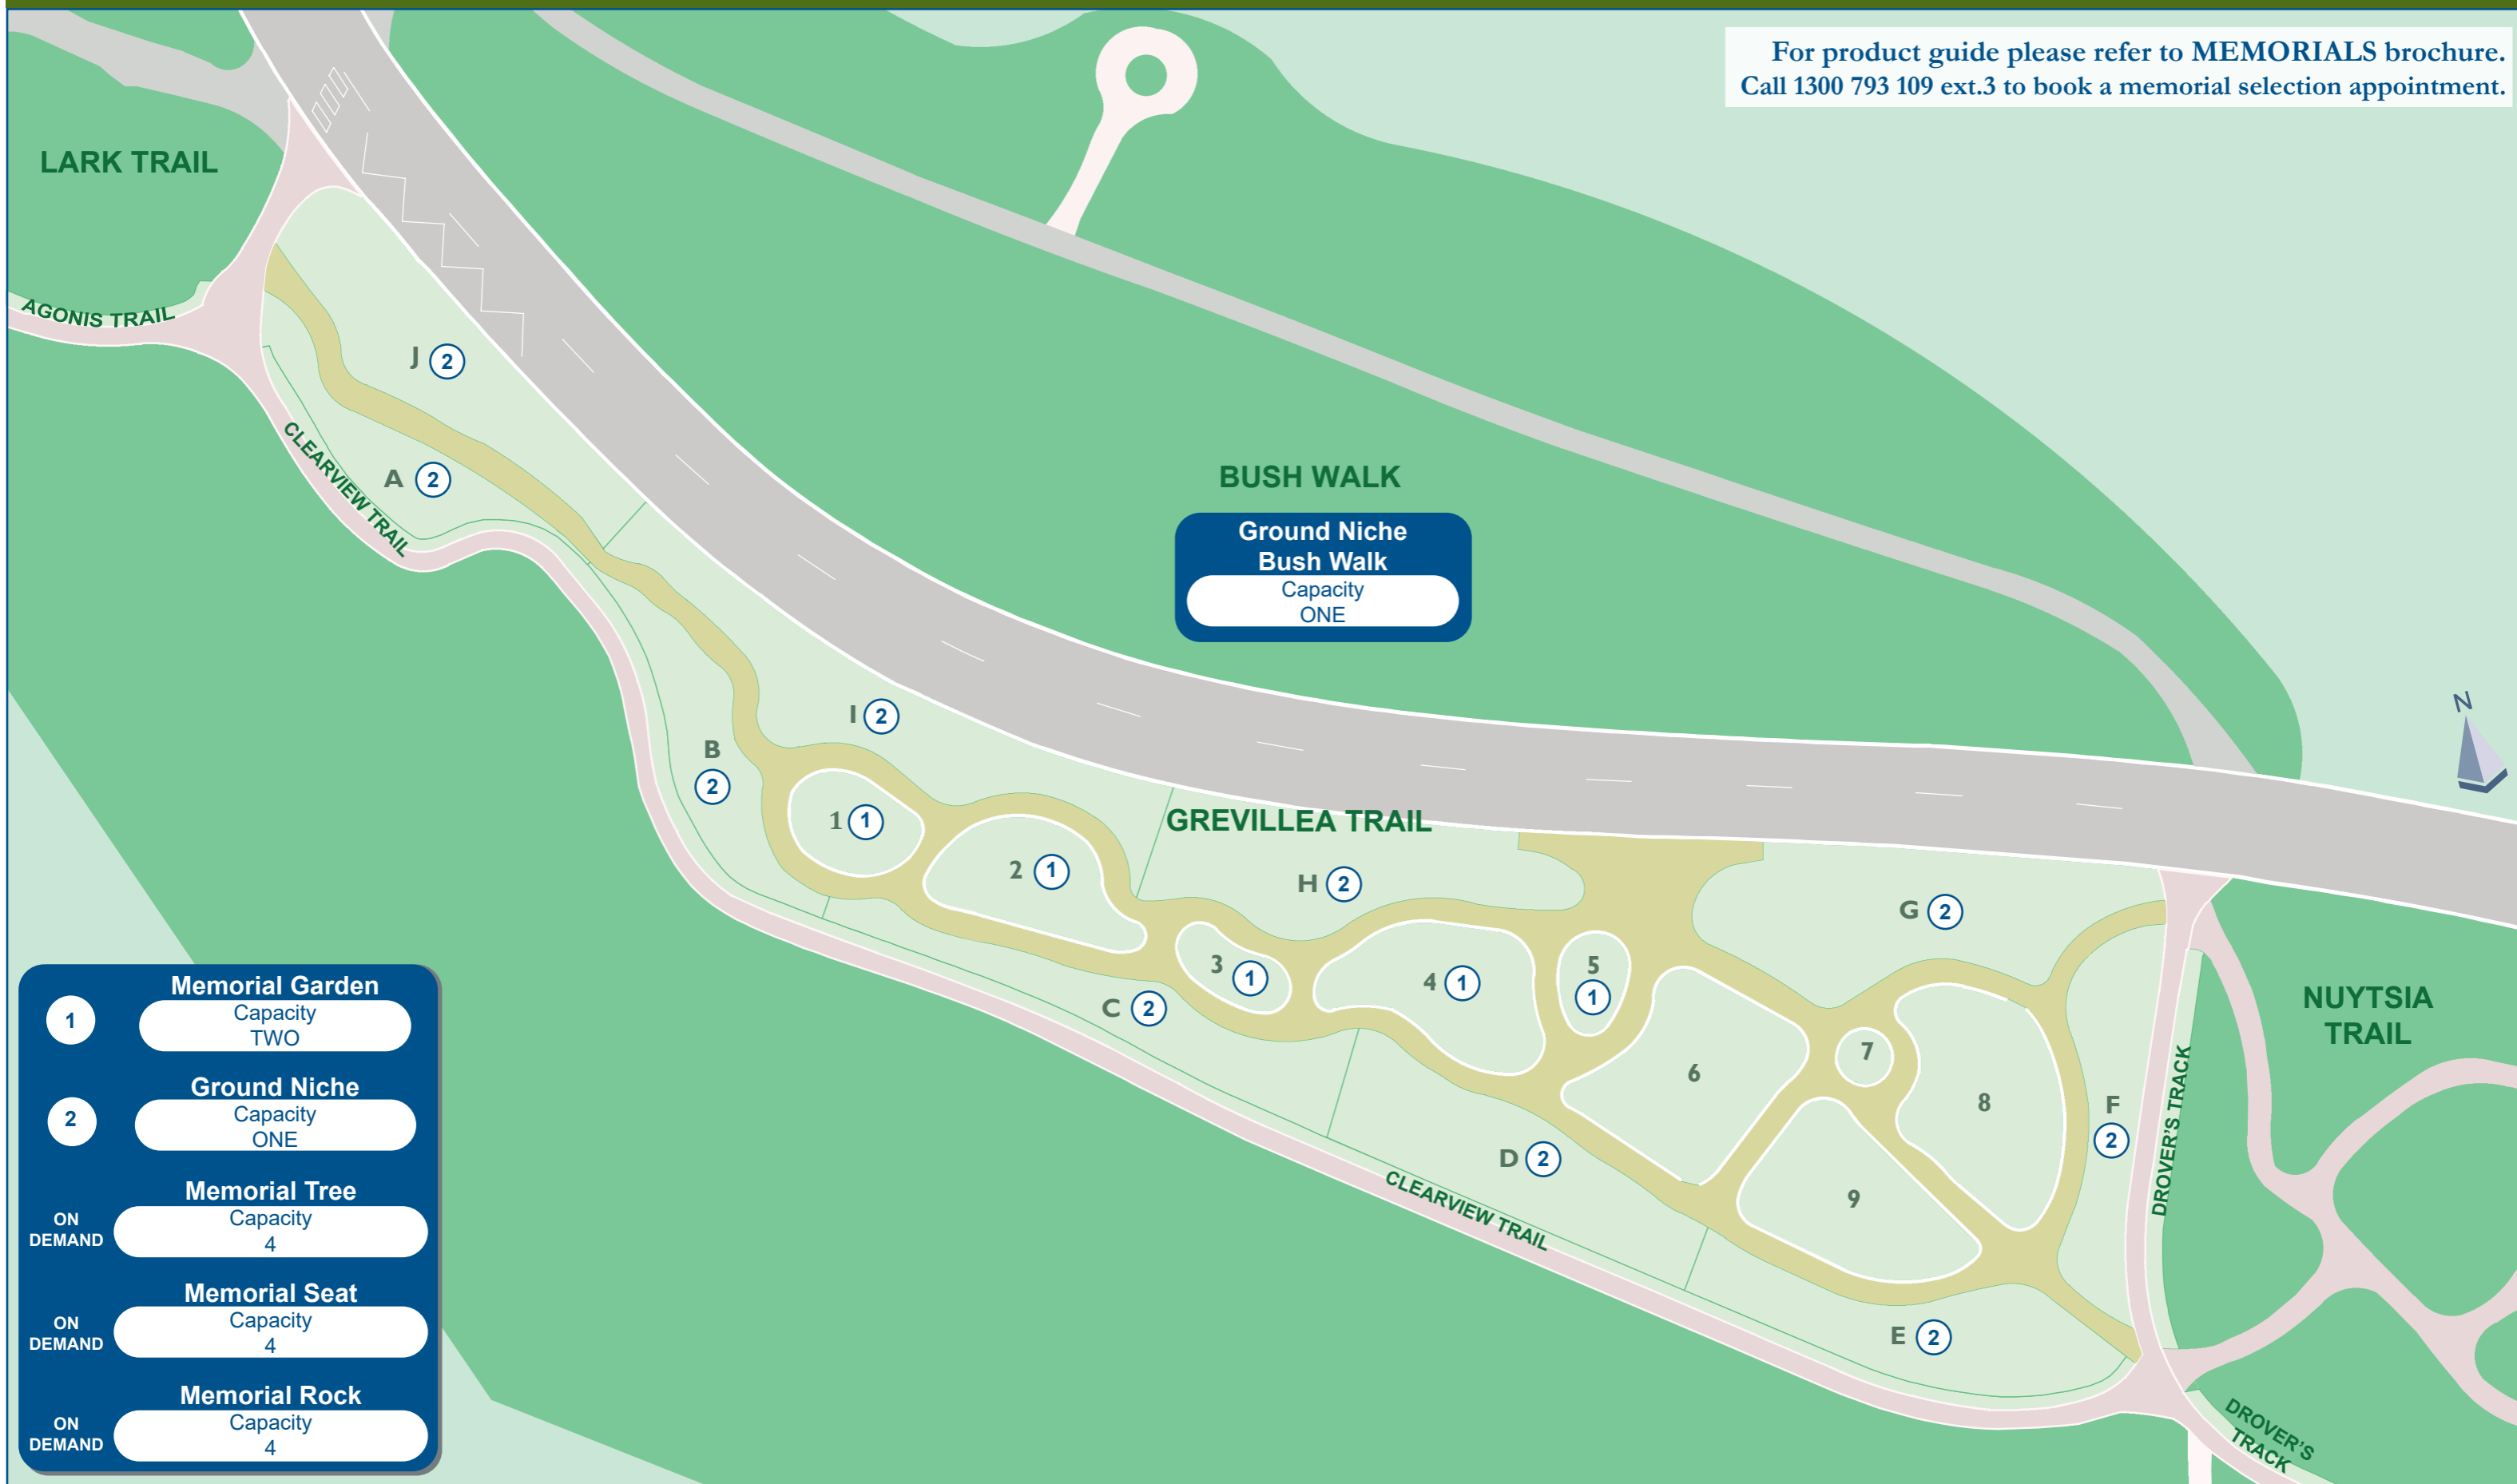 For product guide please refer to MEMORIALS brochure.
Call 1300 793 109 ext.3 to book a memorial selection appointment.
LARK TRAIL
AGONIS TRAIL
J 2
A 2
CLEARVIEW TRAIL
BUSH WALK
Ground Niche
Bush Walk
Capacity
ONE
N
I 2
B
2
1 1
2 1
GREVILLEA TRAIL
H 2
G 2
3 1
4 1
5
1
C 2
6
7
8
9
F
2
D 2
E 2
CLEARVIEW TRAIL
DROVER'S TRACK
NUYTSIA
TRAIL
DROVER'S
TRACK
1
Memorial Garden
Capacity
TWO
2
Ground Niche
Capacity
ONE
ON
DEMAND
Memorial Tree
Capacity
4
ON
DEMAND
Memorial Seat
Capacity
4
ON
DEMAND
Memorial Rock
Capacity
4